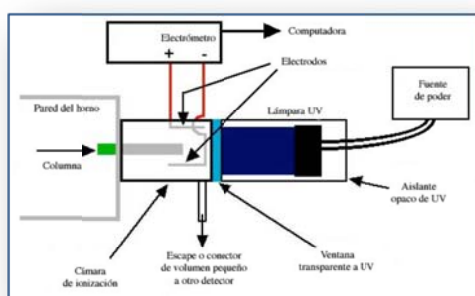 Electrómetro
+ -
Computadora
Electrodos
Fuente
de poder
Pared del horno
Lámpara UV
Columna
Aislante
opaco de UV
Cámara
de ionización
Escape o conector
de volumen pequeño
a otro detector
Ventana
transparente a UV